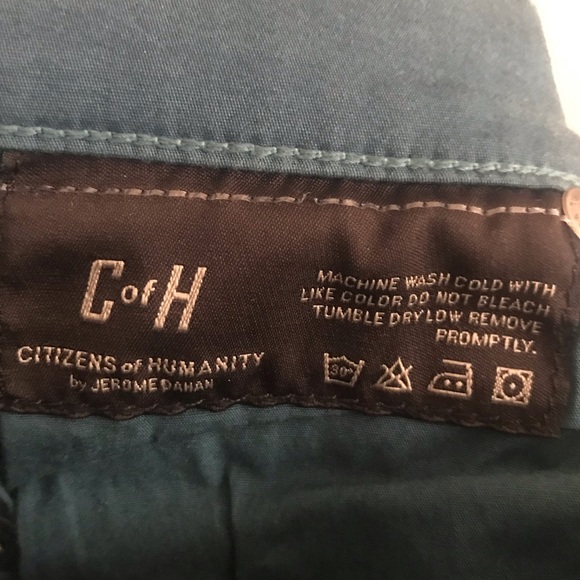 C of H
CITIZENS of HUMANITY
by JEROME DAHAN
MACHINE WASH COLD WITH
LIKE COLOR DO NOT BLEACH
TUMBLE DRY LOW REMOVE
PROMPTLY.
30°